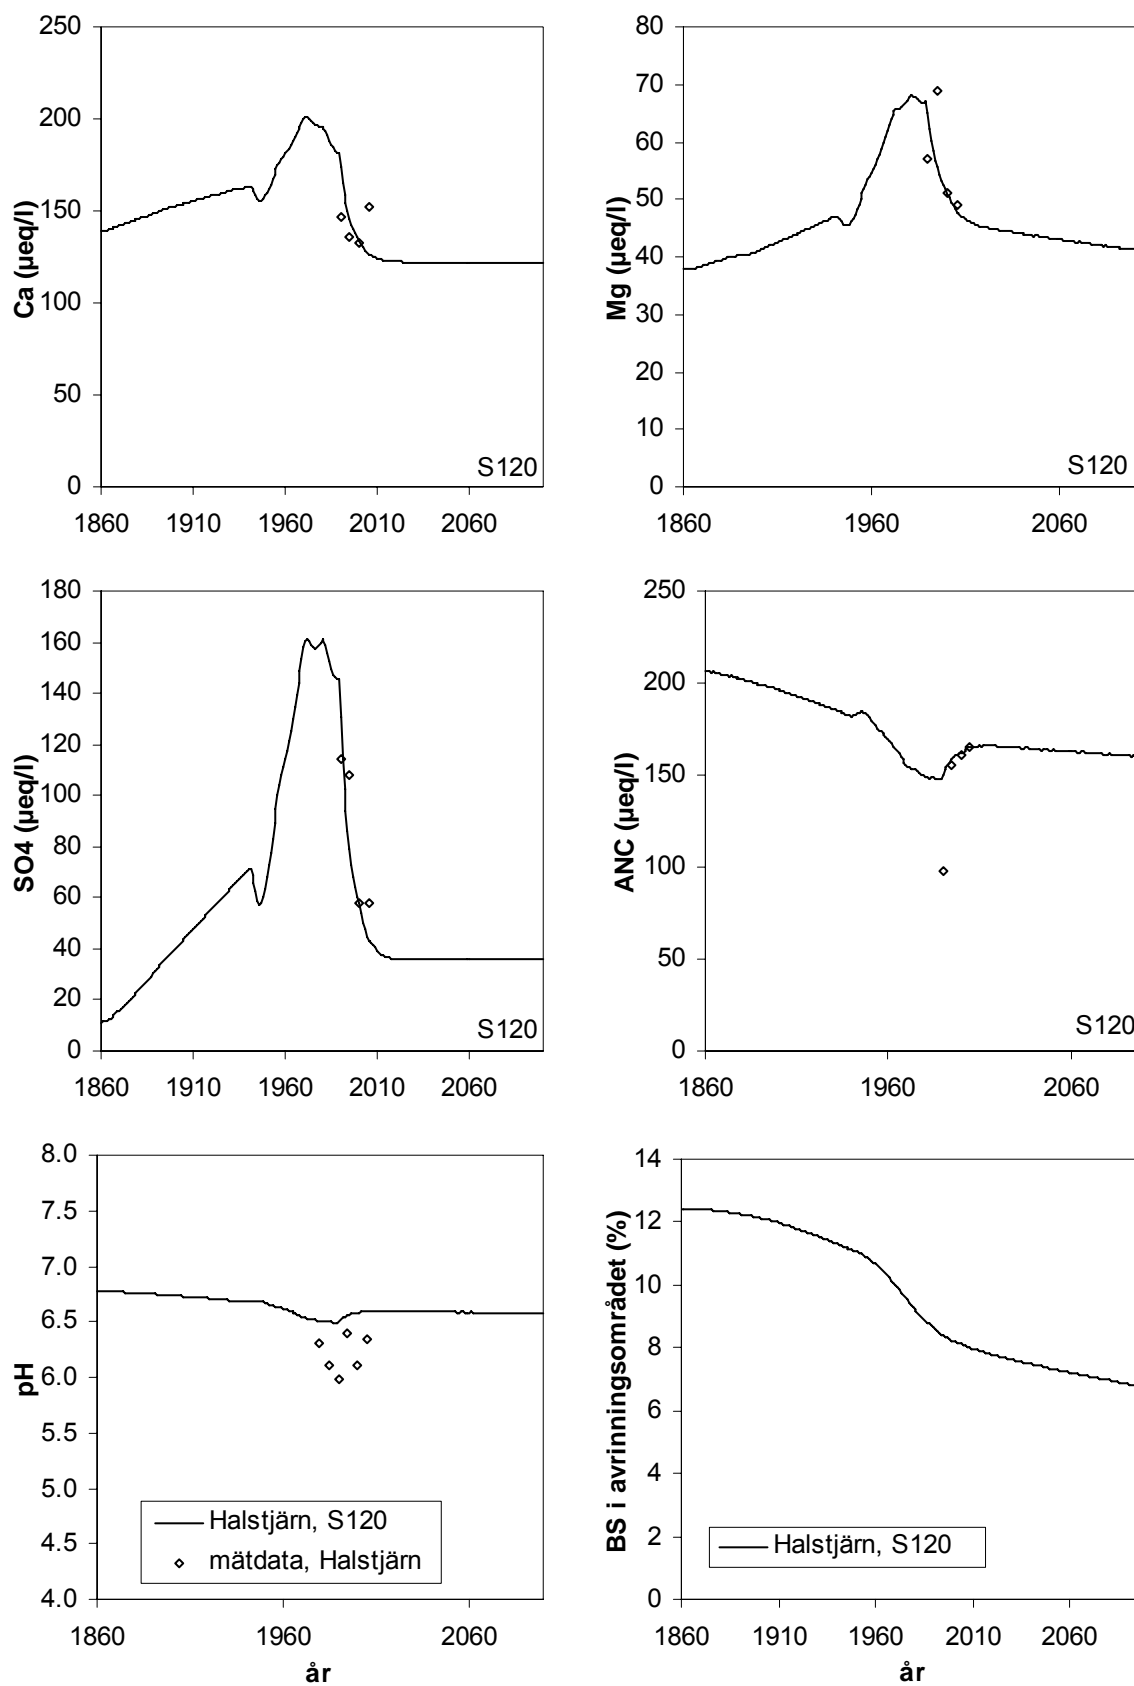 250
200
150
100
50
0
Ca (µeq/l)
S120
1860 1910 1960 2010 2060
80
70
60
50
40
30
20
10
0
Mg (µeq/l)
S120
1860 1960 2060
180
160
140
120
100
80
60
40
20
0
SO4 (µeq/l)
S120
1860 1910 1960 2010 2060
250
200
150
100
50
0
ANC (µeq/l)
S120
1860 1960 2060
8.0
7.5
7.0
6.5
6.0
5.5
5.0
4.5
4.0
pH
Halstjärn, S120
mätdata, Halstjärn
1860 1960 2060
år
14
12
10
8
6
4
2
0
BS i avrinningsområdet (%)
Halstjärn, S120
1860 1910 1960 2010 2060
år